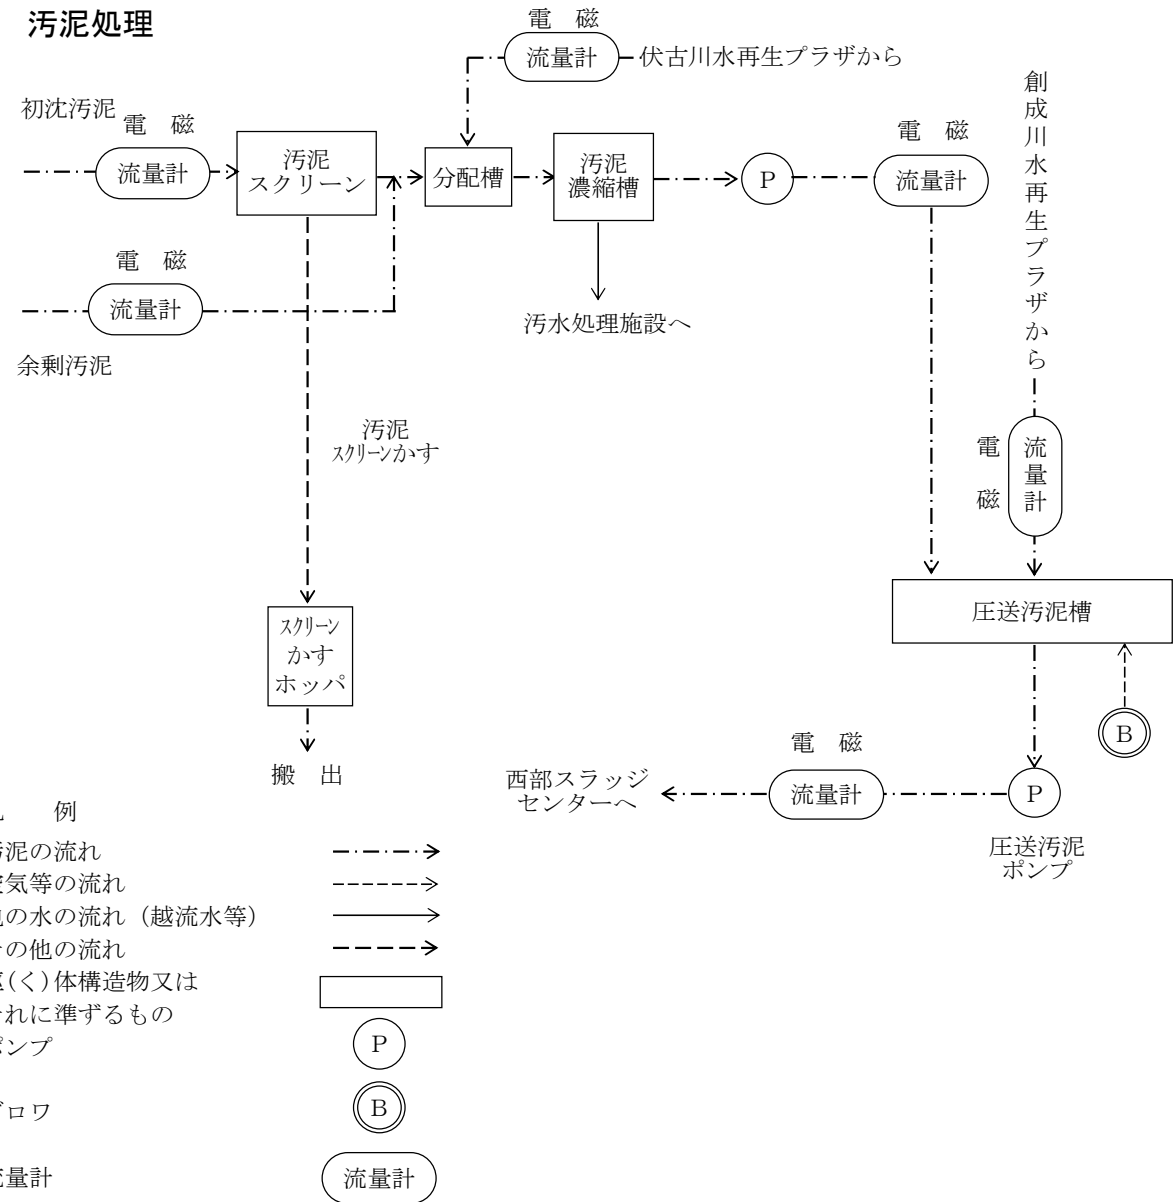 汚泥処理
電 磁
流量計
伏古川水再生プラザから
初沈汚泥
電 磁
流量計
汚泥
スクリーン
分配槽
汚泥
濃縮槽
P
電 磁
流量計
創成川水再生プラザから
電 磁
流量計
余剰汚泥
汚水処理施設へ
汚泥
スクリーンかす
電 磁
流量計
圧送汚泥槽
スクリーン
かす
ホッパ
搬 出
B
電 磁
流量計
西部スラッジ
センターへ
P
圧送汚泥
ポンプ
例
泥の流れ
気等の流れ
の水の流れ（越流水等）
の他の流れ
(く)体構造物又は
れに準ずるもの
ンプ
P
ロワ
B
量計
流量計